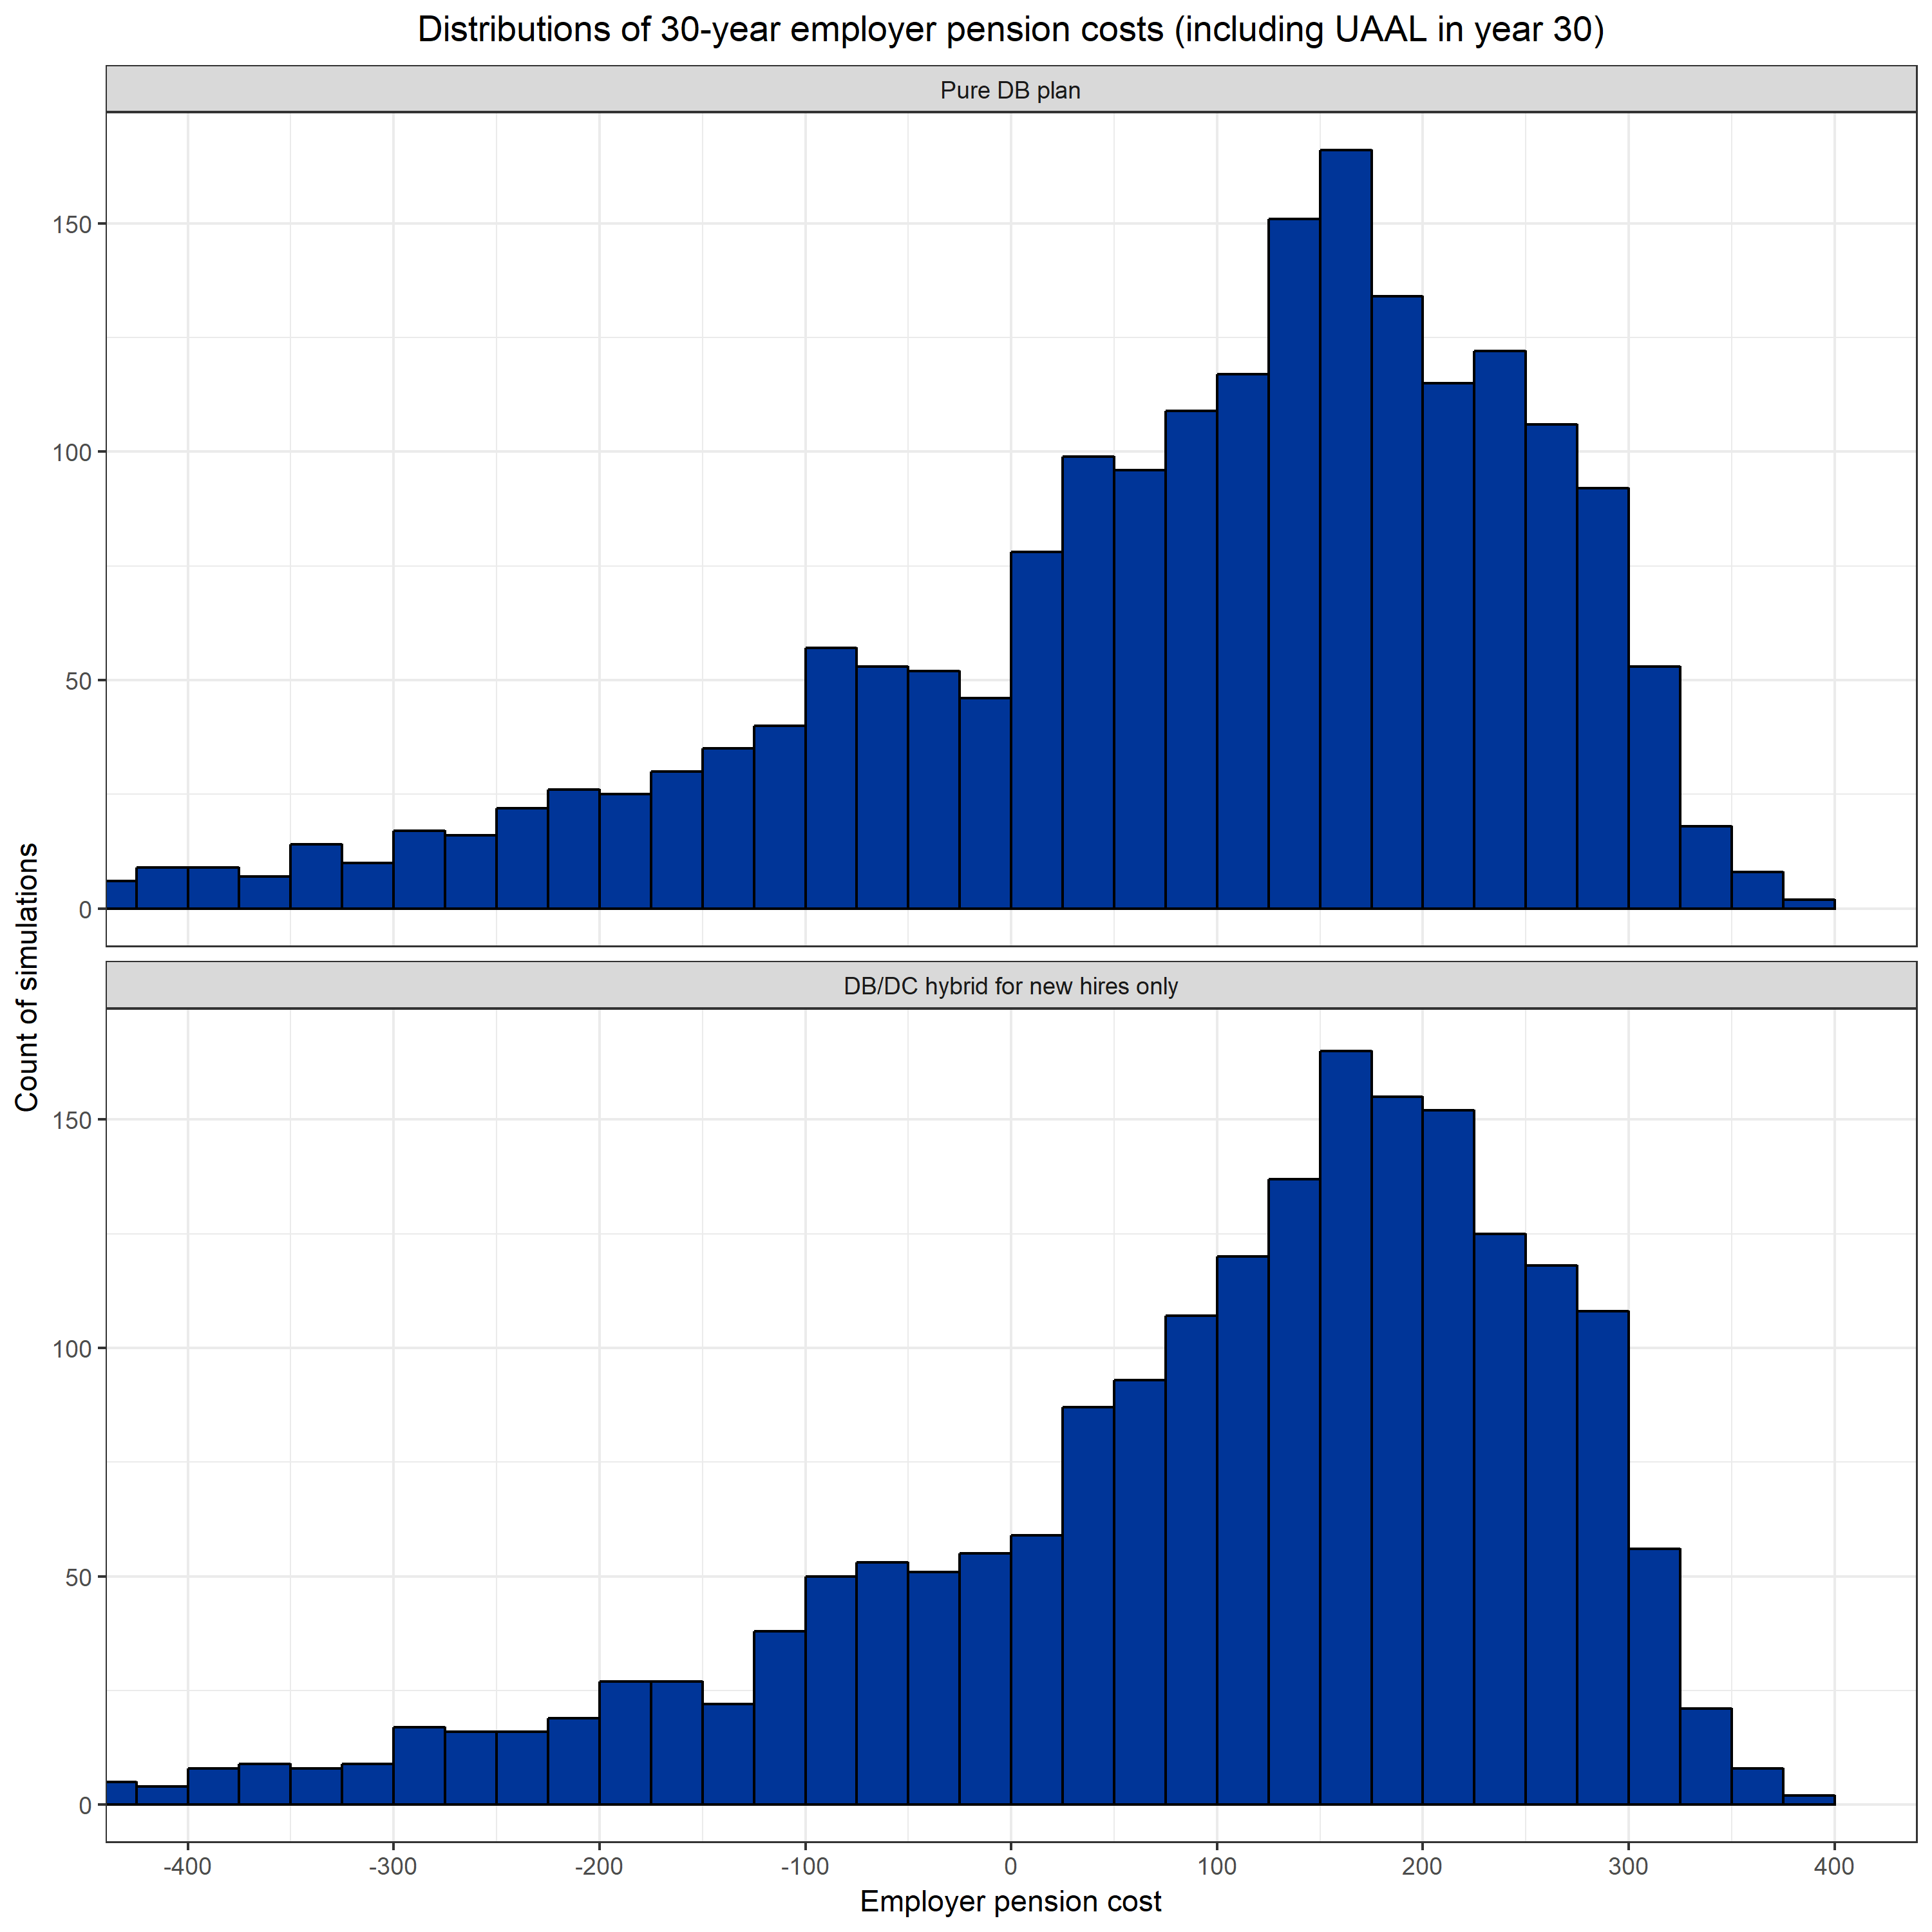 Distributions of 30-year employer pension costs (including UAAL in year 30)
Pure DB plan
150
100
50
0
DB/DC hybrid for new hires only
150
100
50
0
Count of simulations
-400 -300 -200 -100 0 100 200 300 400
Employer pension cost